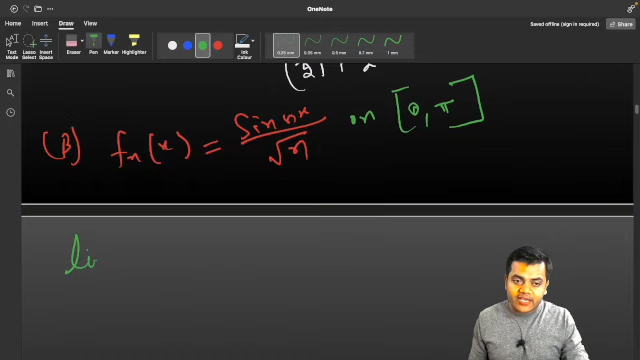 OneNote
Saved offline (sign in required)
Home Insert Draw View
Share
Text Mode
Lasso Select
Insert Space
Eraser
Pen
Marker
Highlighter
Ink Colour
0.25 mm
0.35 mm
0.5 mm
0.7 mm
1 mm
(B) fn(x) = Sin nx / √n on [0, π]
li